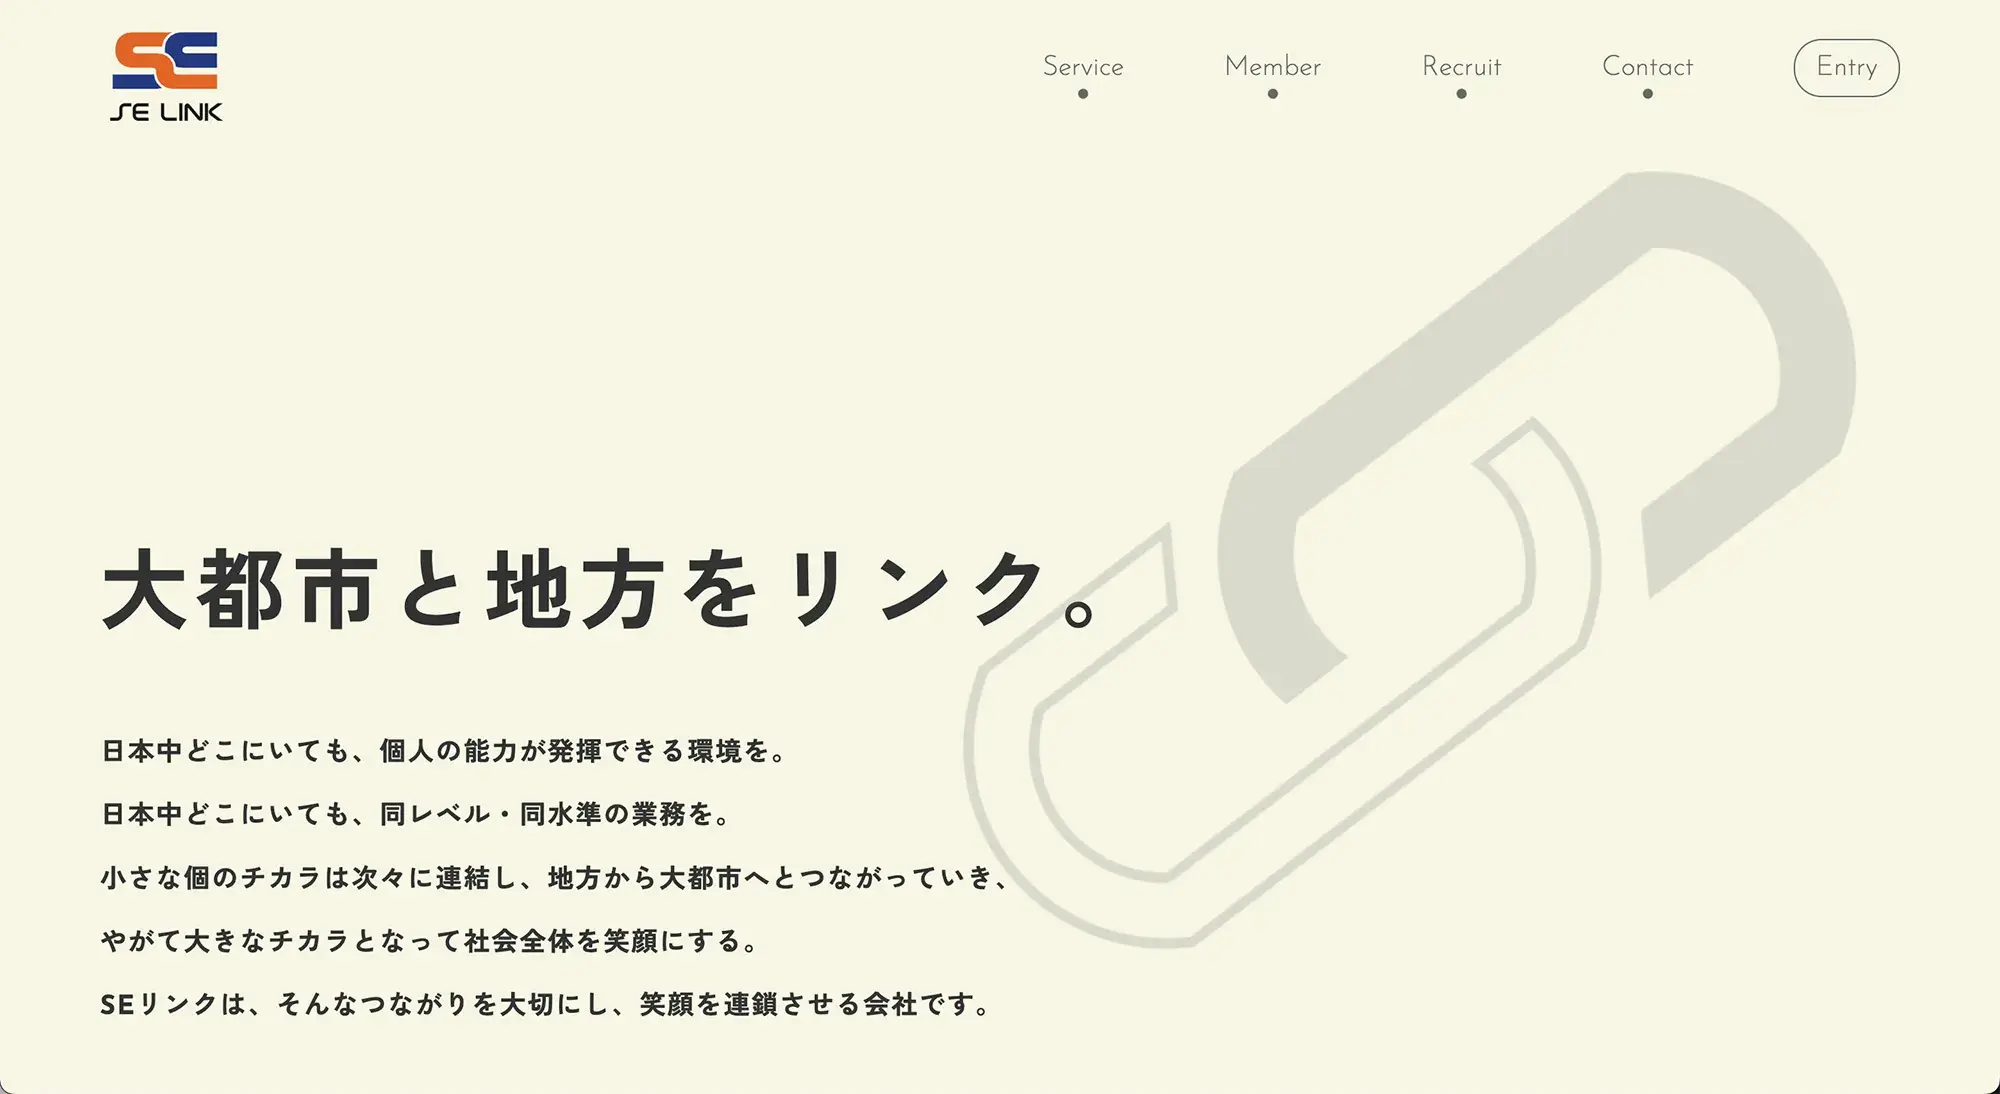 SE LINK
Service
Member
Recruit
Contact
Entry
大都市と地方をリンク。
日本中どこにいても、個人の能力が発揮できる環境を。
日本中どこにいても、同レベル・同水準の業務を。
小さな個のチカラは次々に連結し、地方から大都市へとつながっていき、
やがて大きなチカラとなって社会全体を笑顔にする。
SEリンクは、そんなつながりを大切にし、笑顔を連鎖させる会社です。